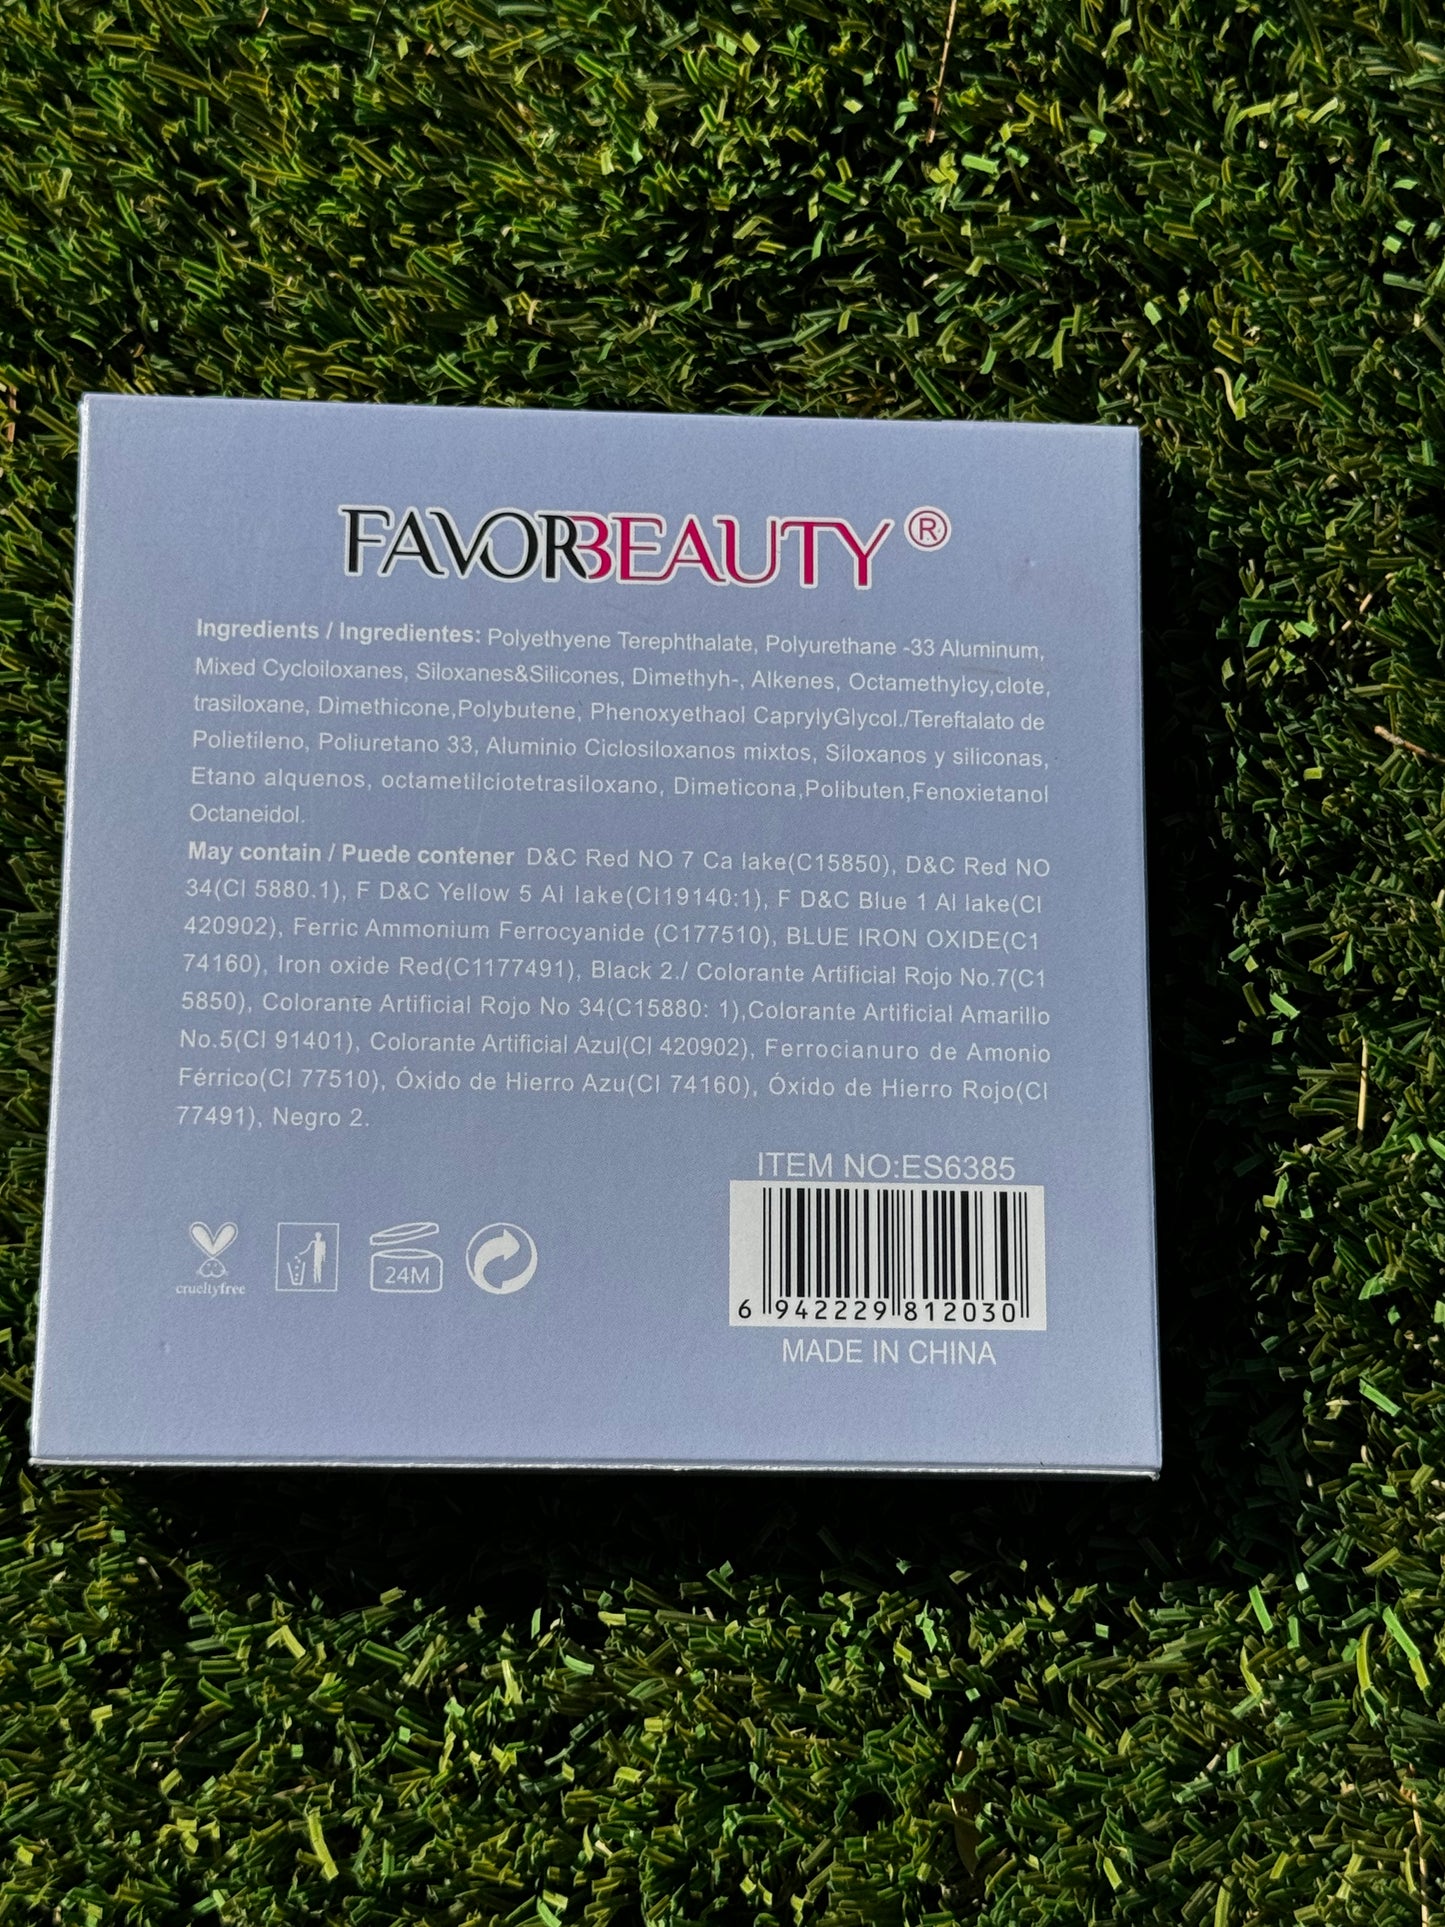 FAVORBEAUTY ®
Ingredients / Ingredientes: Polyethyene Terephthalate, Polyurethane -33 Aluminum,
Mixed Cycloiloxanes, Siloxanes&Silicones, Dimethyh-, Alkenes, Octamethylcy,clote,
trasiloxane, Dimethicone,Polybutene, Phenoxyethaol CaprylyGlycol./Tereftalato de
Polietileno, Poliuretano 33, Aluminio Ciclosiloxanos mixtos, Siloxanos y siliconas,
Etano alquenos, octametilciotetrasiloxano, Dimeticona,Polibuten,Fenoxietanol
Octaneidol.
May contain / Puede contener D&C Red NO 7 Ca lake(C15850), D&C Red NO
34(CI 5880.1), F D&C Yellow 5 Al lake(CI19140:1), F D&C Blue 1 Al lake(CI
420902), Ferric Ammonium Ferrocyanide (C177510), BLUE IRON OXIDE(C1
74160), Iron oxide Red(C1177491), Black 2./ Colorante Artificial Rojo No.7(C1
5850), Colorante Artificial Rojo No 34(C15880: 1),Colorante Artificial Amarillo
No.5(CI 91401), Colorante Artificial Azul(CI 420902), Ferrocianuro de Amonio
Férrico(CI 77510), Óxido de Hierro Azu(CI 74160), Óxido de Hierro Rojo(CI
77491), Negro 2.
ITEM NO:ES6385
crueltyfree
24M
6 942229 812030
MADE IN CHINA